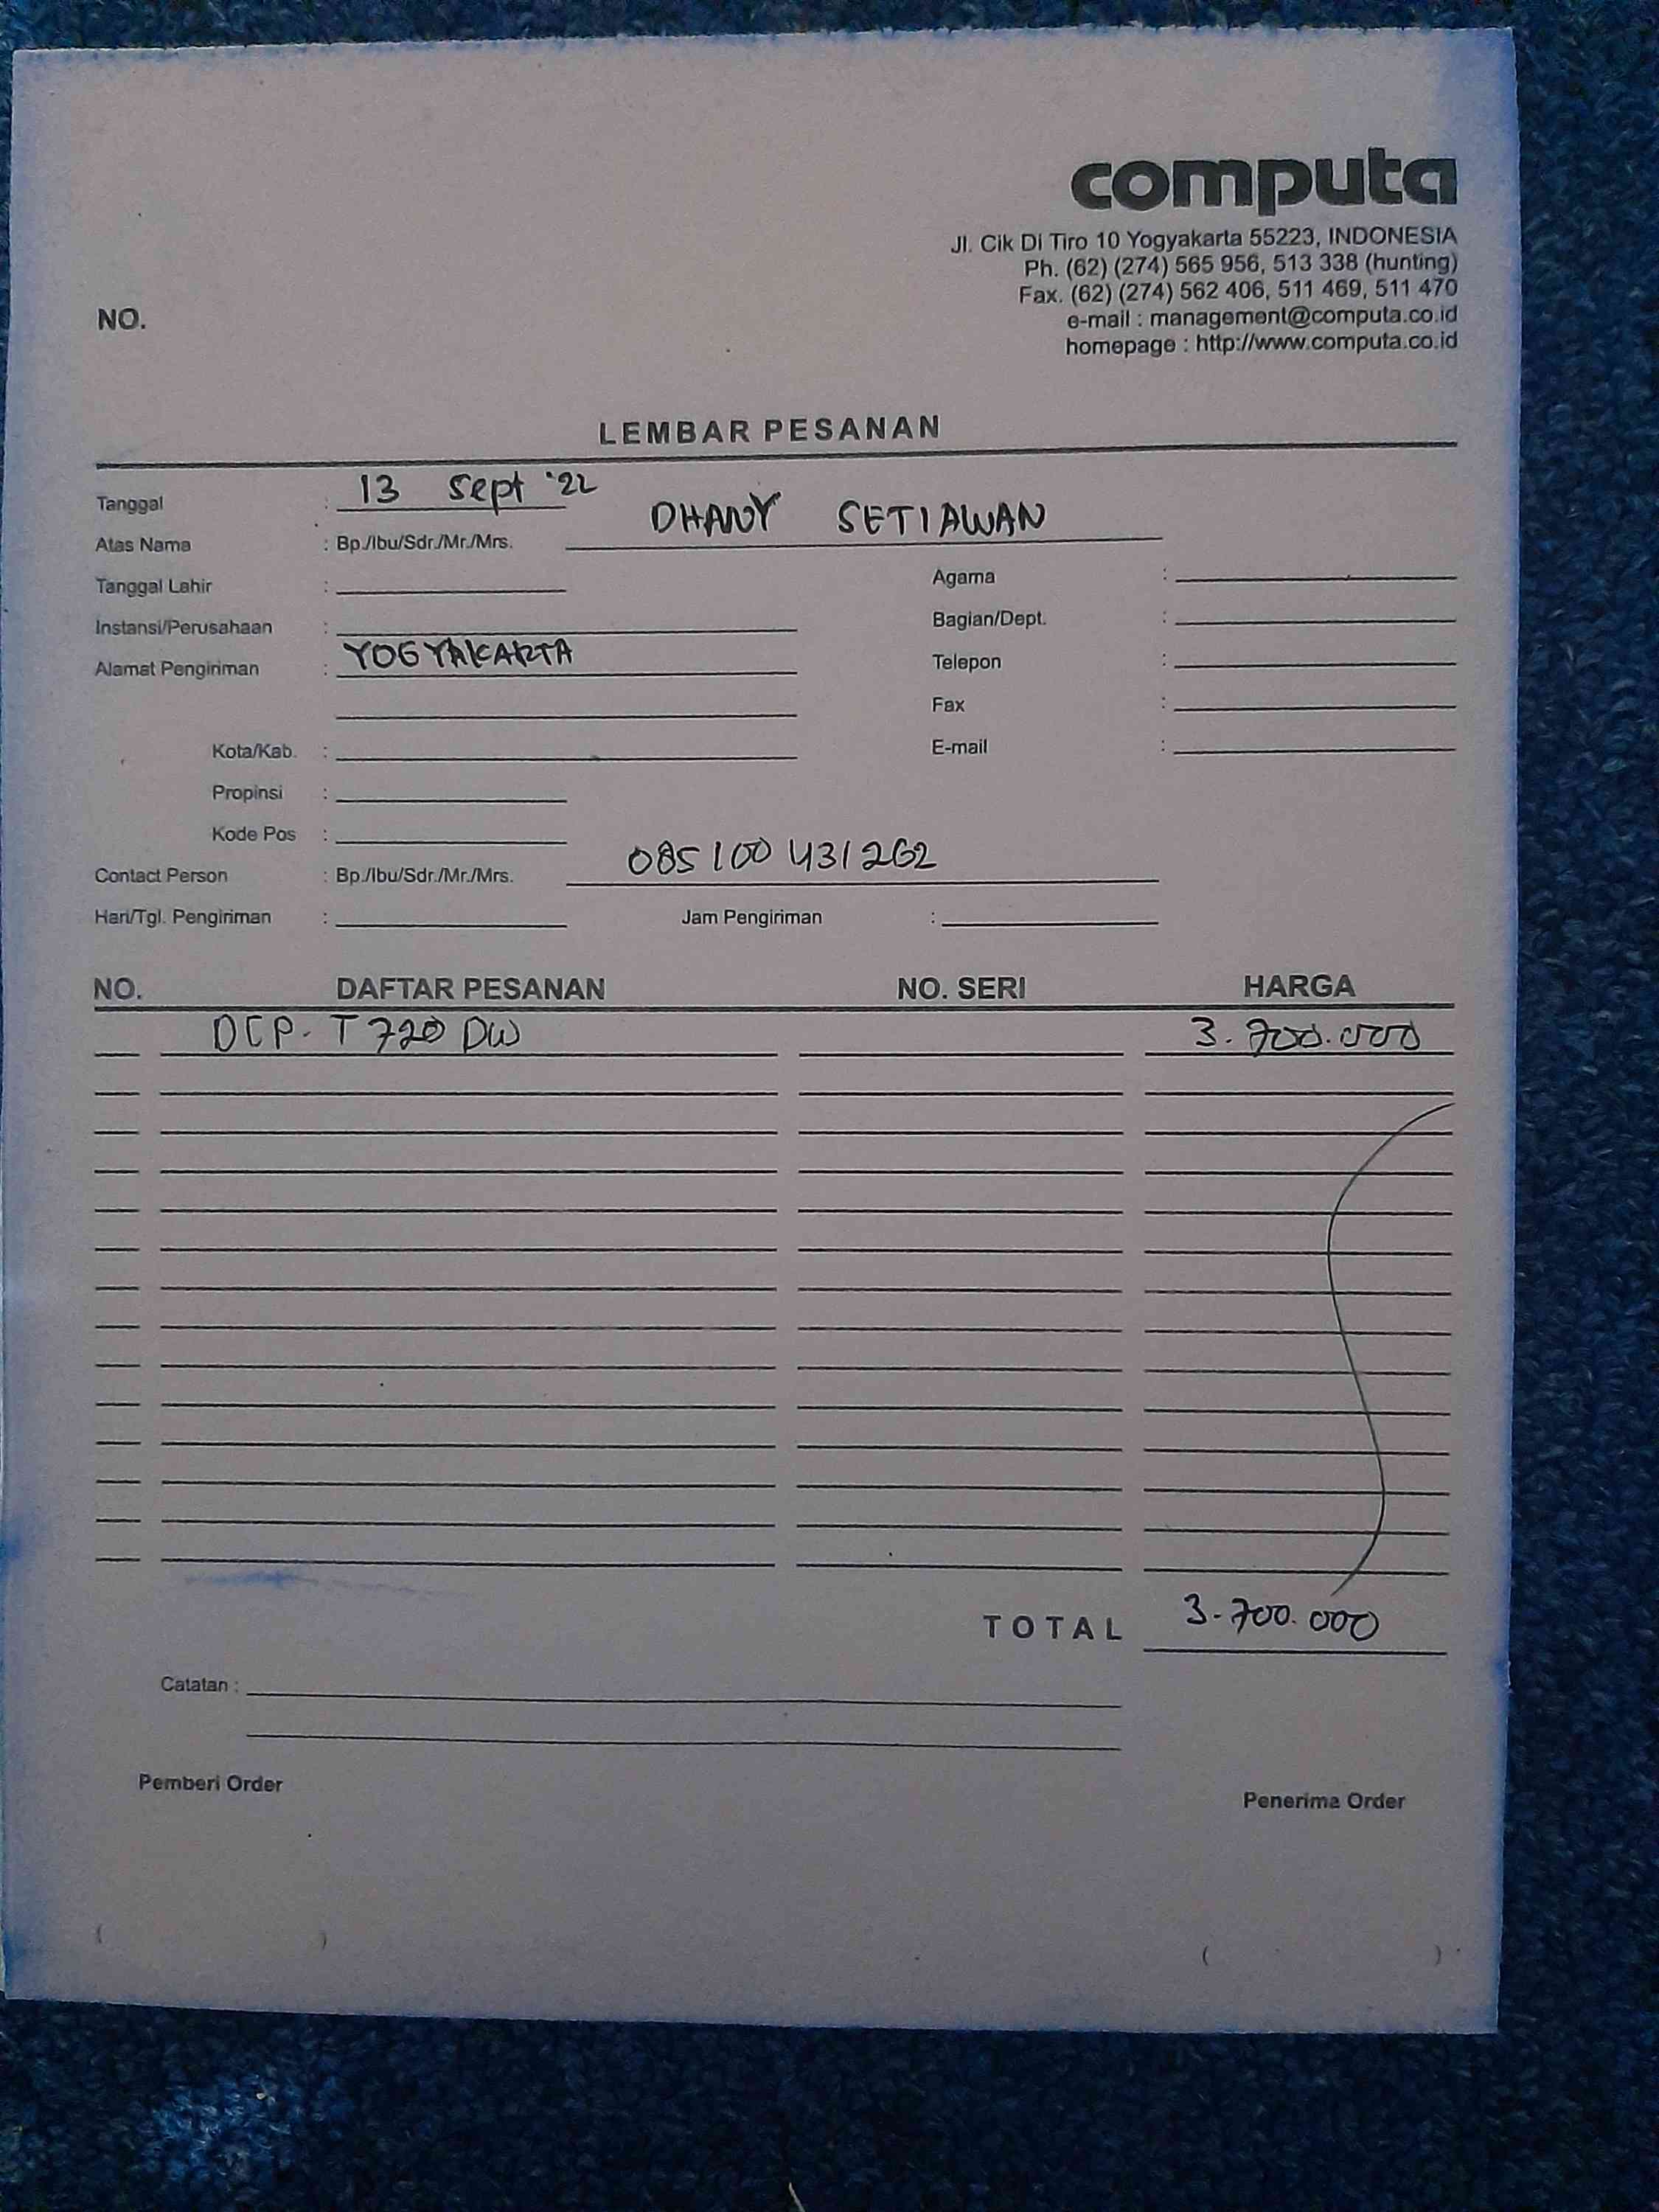 computa
Jl. Cik Di Tiro 10 Yogyakarta 55223, INDONESIA
Ph. (62) (274) 565 956, 513 338 (hunting)
Fax. (62) (274) 562 406, 511 469, 511 470
e-mail : management@computa.co.id
homepage : http://www.computa.co.id
NO.
LEMBAR PESANAN
Tanggal : 13 Sept '22
Atas Nama : Bp./Ibu/Sdr./Mr./Mrs. DHANY SETIAWAN
Tanggal Lahir : Agama :
Instansi/Perusahaan : Bagian/Dept. :
Alamat Pengiriman : YOGYAKARTA Telepon :
Fax :
Kota/Kab. : E-mail :
Propinsi :
Kode Pos :
Contact Person : Bp./Ibu/Sdr./Mr./Mrs. 085100431262
Hari/Tgl. Pengiriman : Jam Pengiriman :
NO. DAFTAR PESANAN NO. SERI HARGA
DCP-T720DW 3.700.000
TOTAL 3.700.000
Catatan :
Pemberi Order Penerima Order
( ) ( )